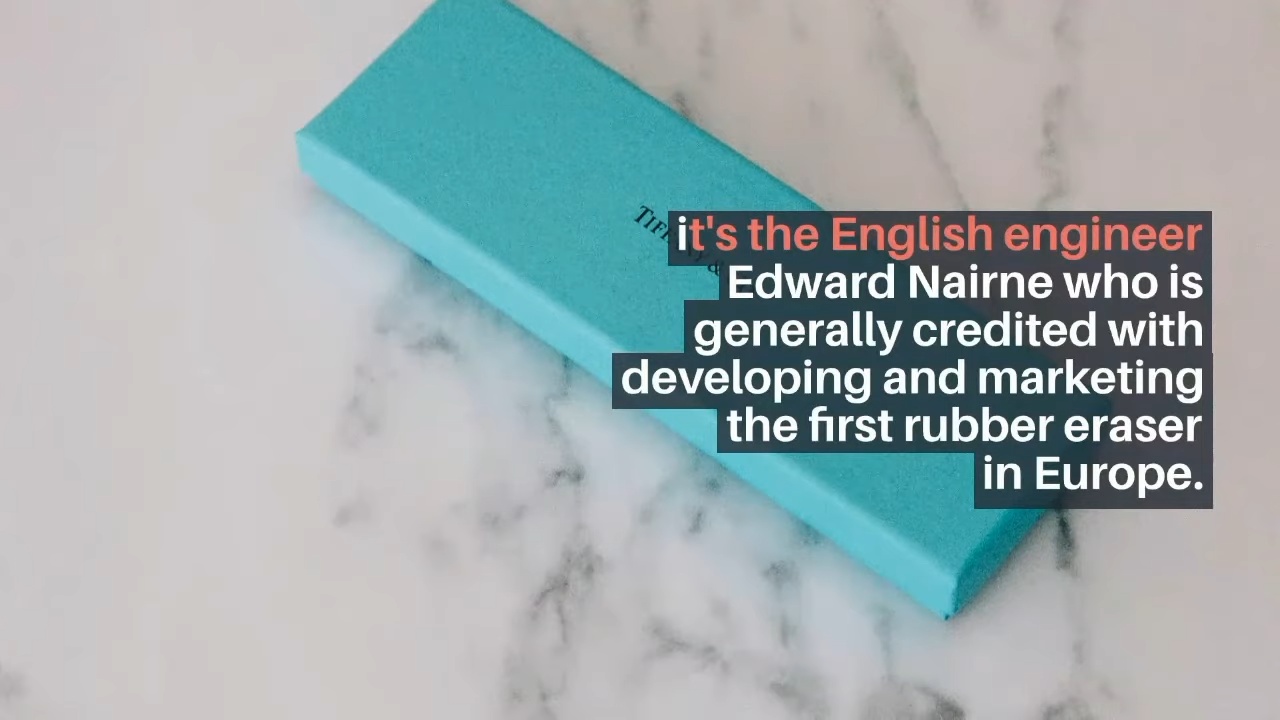 it's the English engineer
Edward Nairne who is
generally credited with
developing and marketing
the first rubber eraser
in Europe.